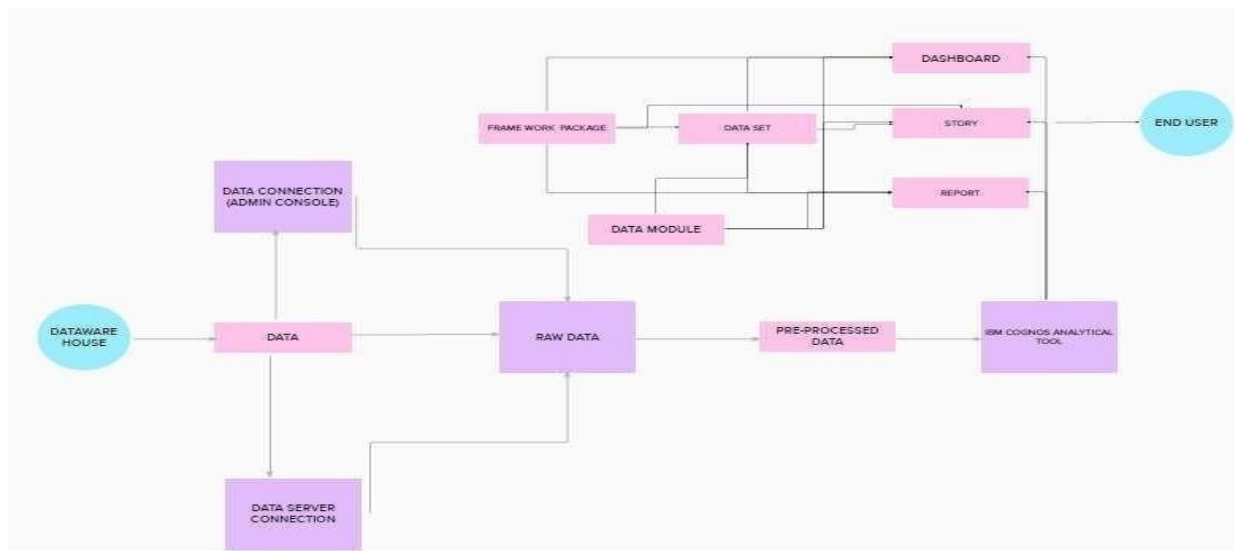 DASHBOARD
FRAME WORK PACKAGE
DATA SET
STORY
END USER
DATA CONNECTION
(ADMIN CONSOLE)
REPORT
DATA MODULE
DATAWARE
HOUSE
DATA
RAW DATA
PRE-PROCESSED
DATA
IBM COGNOS ANALYTICAL
TOOL
DATA SERVER
CONNECTION